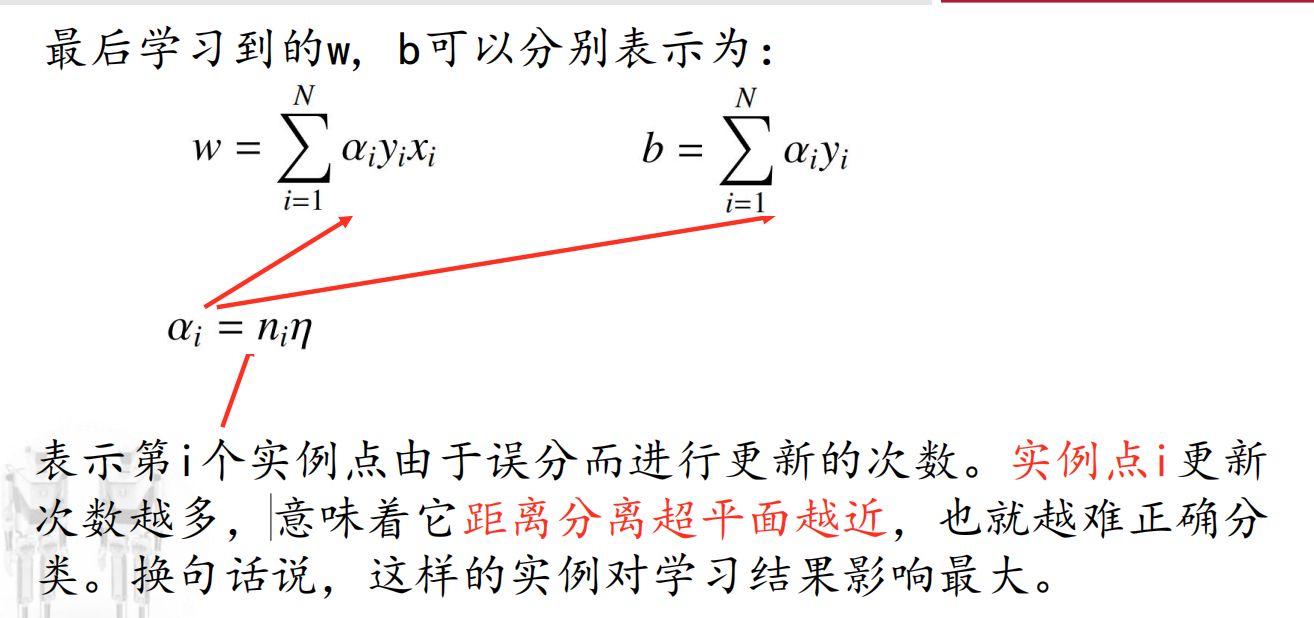 最后学习到的w, b可以分别表示为:
w = \sum_{i=1}^{N} α_i y_i x_i    b = \sum_{i=1}^{N} α_i y_i
α_i = n_i η
表示第i个实例点由于误分而进行更新的次数。实例点i更新
次数越多，意味着它距离分离超平面越近，也就越难正确分
类。换句话说，这样的实例对学习结果影响最大。